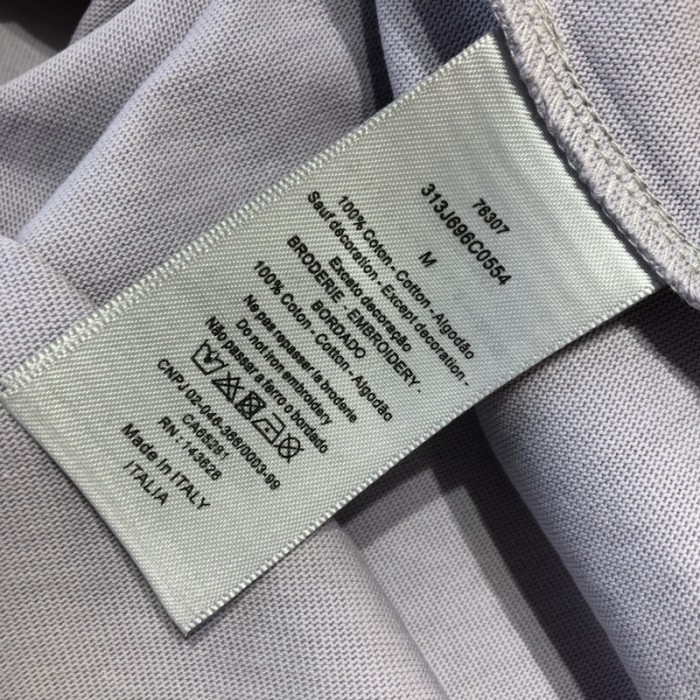 76307
313J696C0554
M
100% Coton - Cotton - Algodão
Sauf décoration - Except decoration -
Exceto decoração
BRODERIE - EMBROIDERY -
BORDADO
100% Coton - Cotton - Algodão
Ne pas repasser la broderie
Do not iron embroidery
Não passar a ferro o bordado
CNPJ 02-046-366/0003-99
CA65291
RN : 143628
Made in ITALY
ITALIA